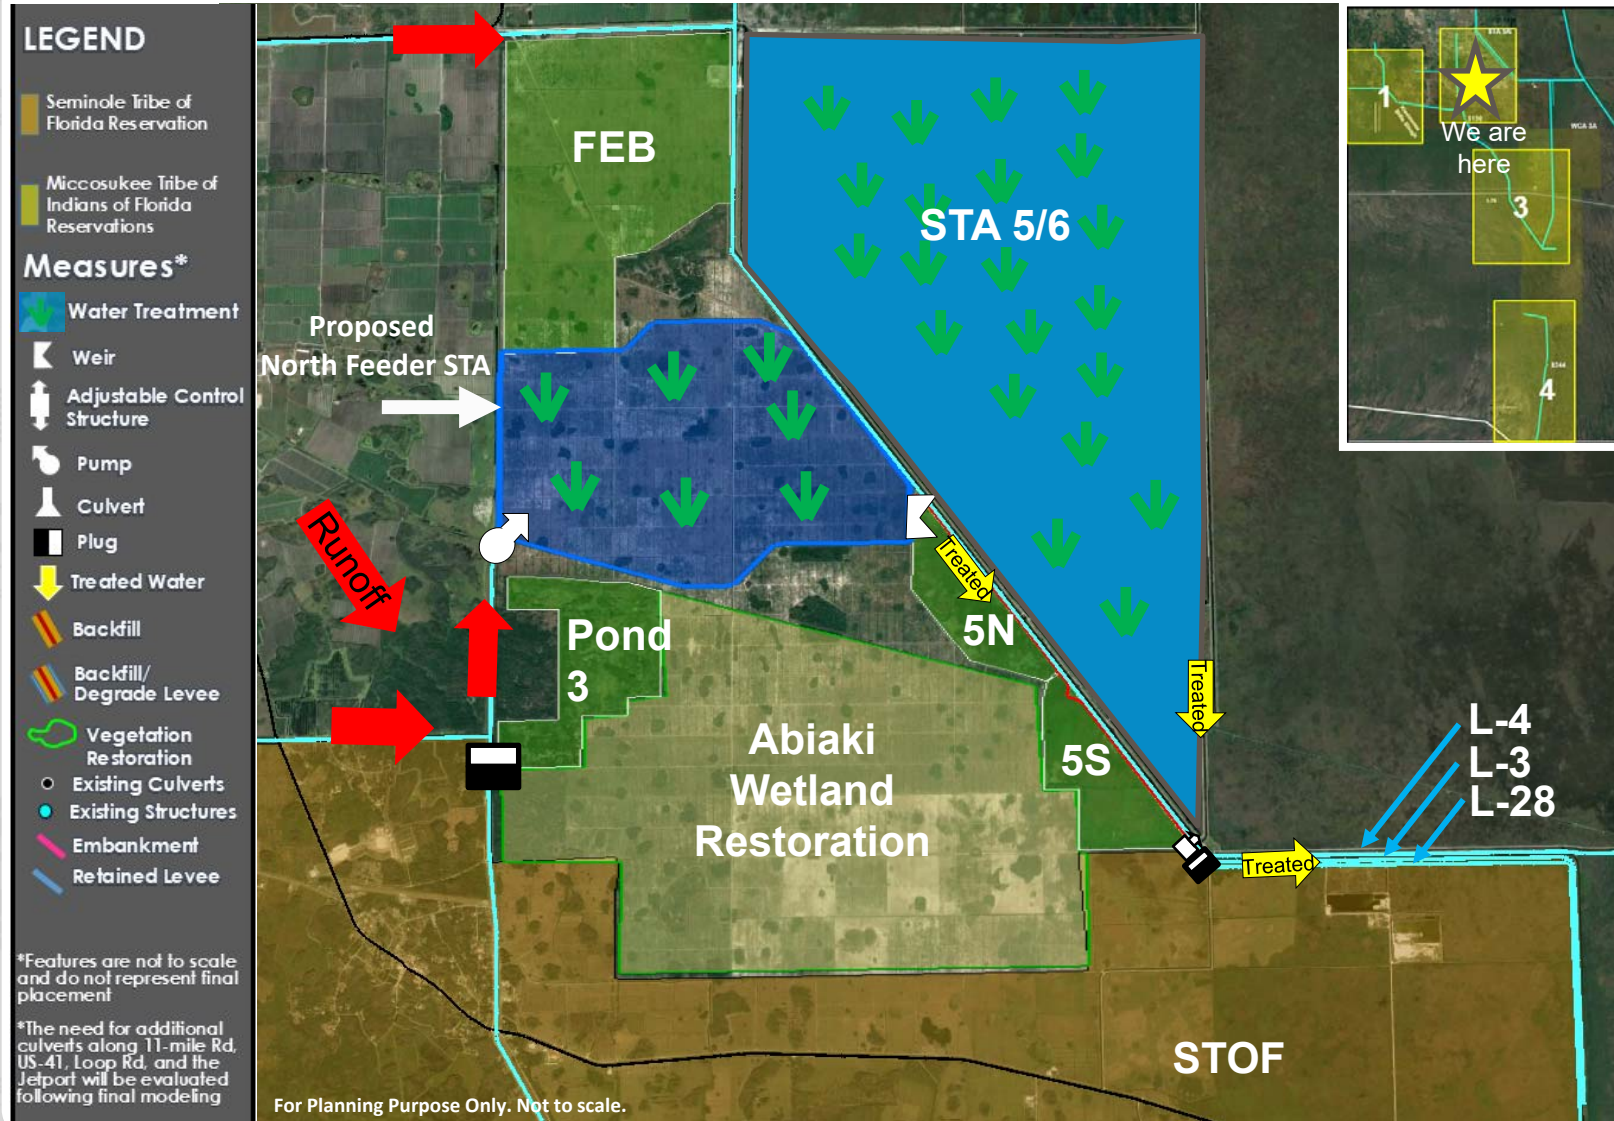 LEGEND
Seminole Tribe of
Florida Reservation
Miccosukee Tribe of
Indians of Florida
Reservations
Measures*
Water Treatment
Weir
Adjustable Control
Structure
Pump
Culvert
Plug
Treated Water
Backfill
Backfill/
Degrade Levee
Vegetation
Restoration
Existing Culverts
Existing Structures
Embankment
Retained Levee
*Features are not to scale
and do not represent final
placement
*The need for additional
culverts along 11-mile Rd,
US-41, Loop Rd, and the
Jetport will be evaluated
following final modeling
FEB
STA 5/6
Proposed
North Feeder STA
Runoff
Treated
5N
Pond
3
Treated
Abiaki
Wetland
Restoration
5S
L-4
L-3
L-28
Treated
STOF
For Planning Purpose Only. Not to scale.
1
We are
here
WCA 3A
3
4